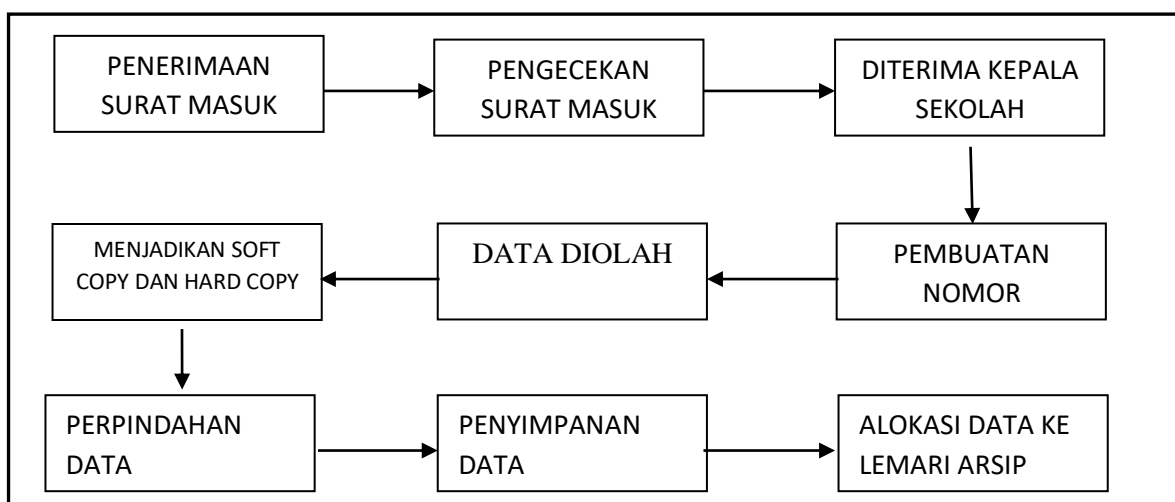 PENERIMAAN
SURAT MASUK
PENGECEKAN
SURAT MASUK
DITERIMA KEPALA
SEKOLAH
PEMBUATAN
NOMOR
DATA DIOLAH
MENJADIKAN SOFT
COPY DAN HARD COPY
PERPINDAHAN
DATA
PENYIMPANAN
DATA
ALOKASI DATA KE
LEMARI ARSIP